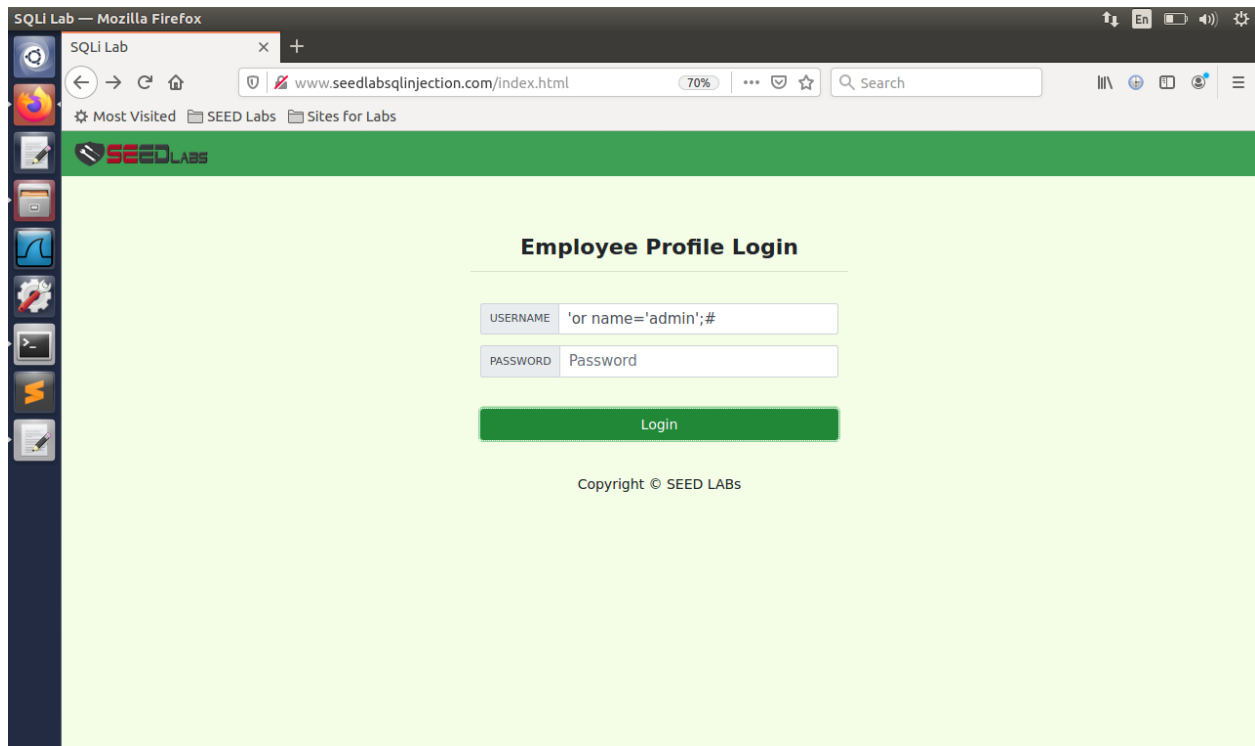 SQLi Lab — Mozilla Firefox
En
SQLi Lab
www.seedlabsqlinjection.com/index.html
70%
Search
Most Visited SEED Labs Sites for Labs
SEEDLABS
Employee Profile Login
USERNAME 'or name='admin';#
PASSWORD Password
Login
Copyright © SEED LABs